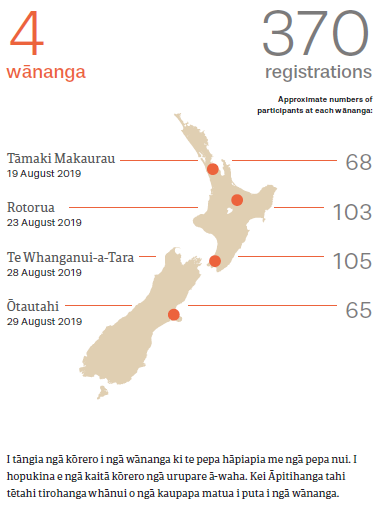 4
wānanga
370
registrations
Approximate numbers of
participants at each wānanga:
Tāmaki Makaurau 68
19 August 2019
Rotorua 103
23 August 2019
Te Whanganui-a-Tara 105
28 August 2019
Ōtautahi 65
29 August 2019
I tāngia ngā kōrero i ngā wānanga ki te pepa hāpiapia me ngā pepa nui. I
hopukina e ngā kaitā kōrero ngā urupare ā-waha. Kei Āpitihanga tahi
tētahi tirohanga whānui o ngā kaupapa matua i puta i ngā wānanga.